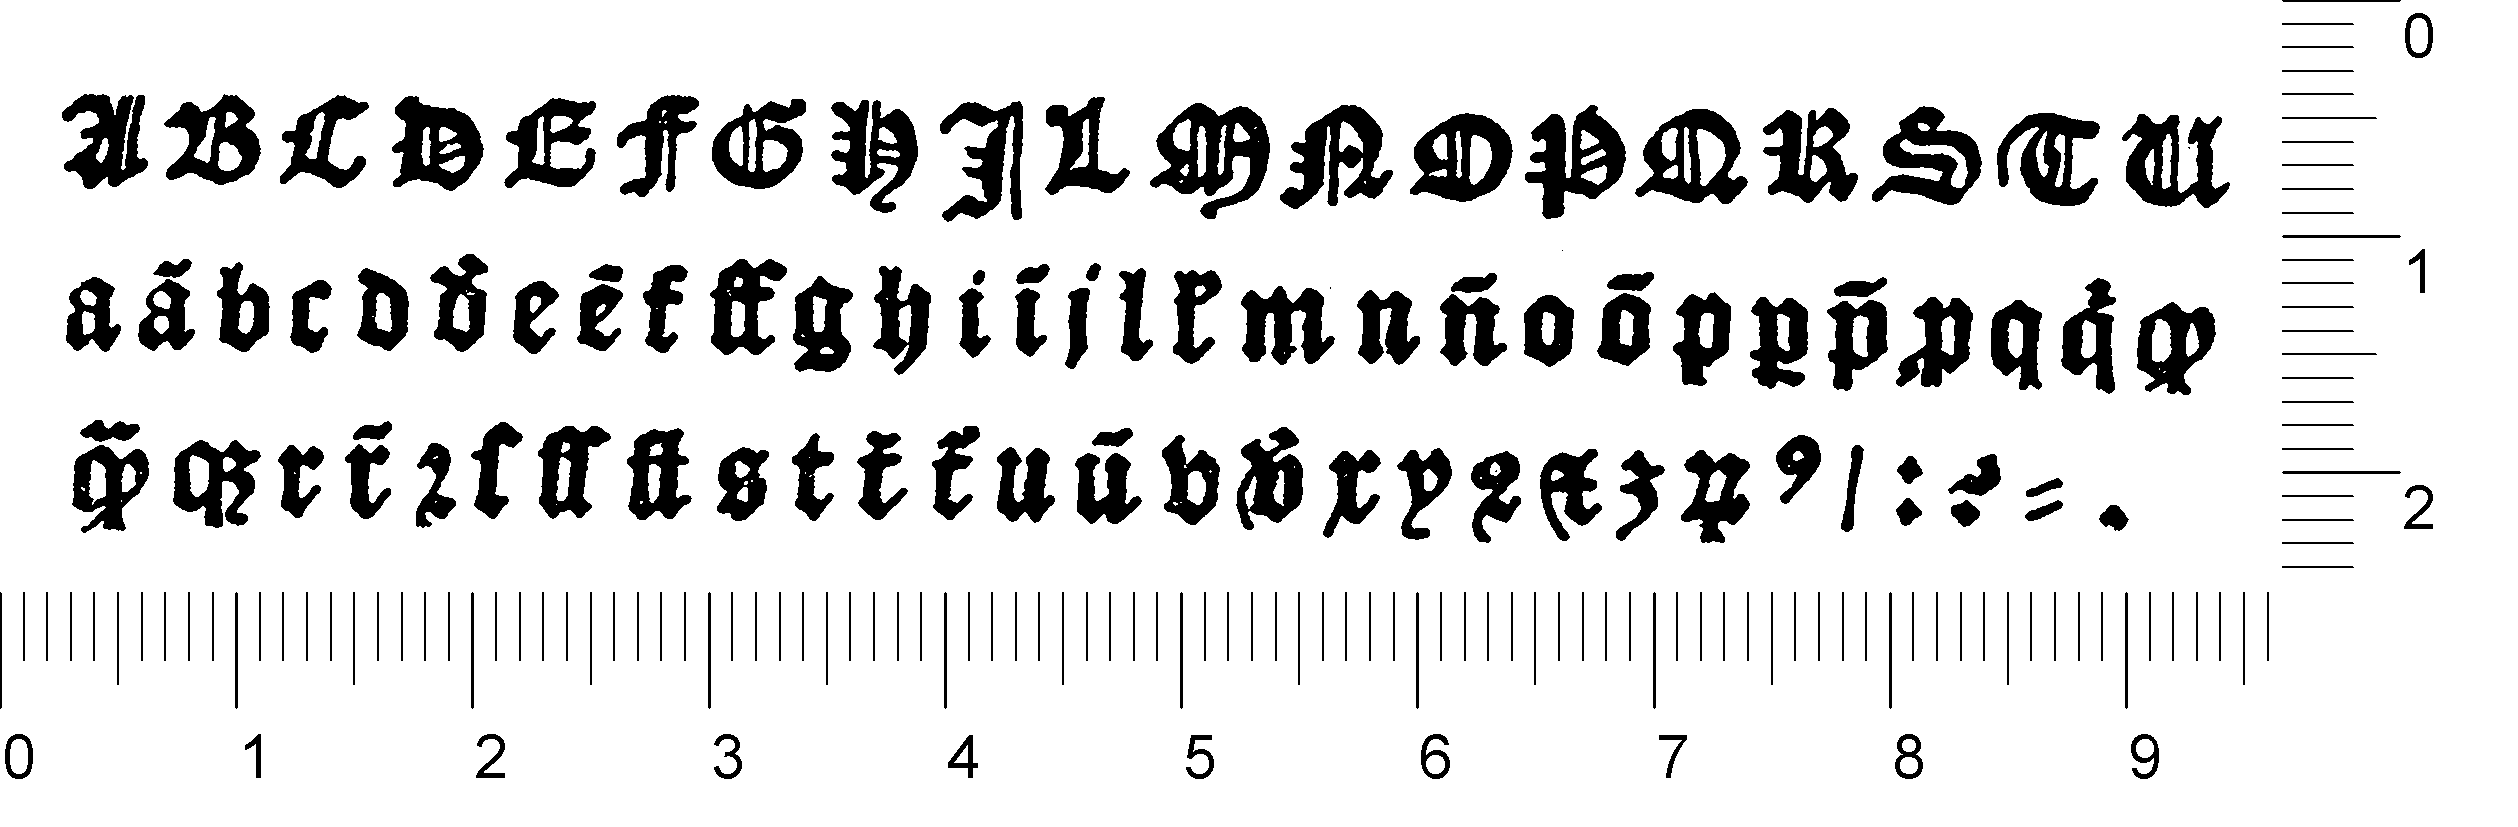 A B C D E F G H I L M N O P Q R S T U
a ã b c d d̄ e ē f ff g h i ī j l k m n n̄ o ō p ꝑ p̄ ꝓ q q̇ ꝙ
r r̄ ꝛ ſ ſſ ſt s t t̄ u ū v x y z ꝰ / : = .
0
1
2
0 1 2 3 4 5 6 7 8 9